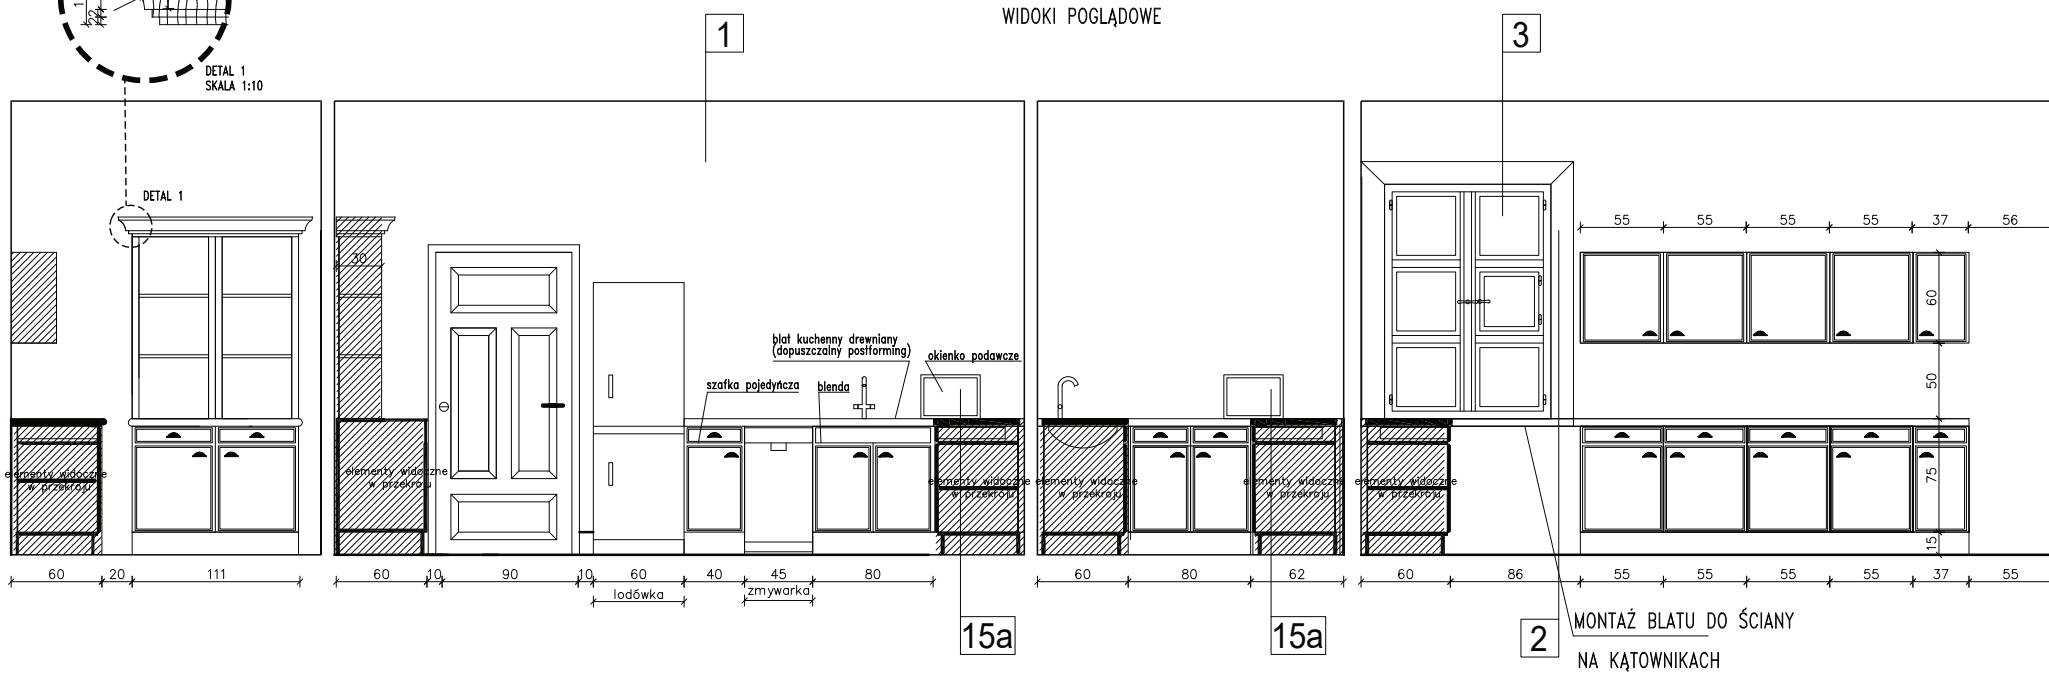 WIDOKI POGLĄDOWE
1
3
22
DETAL 1
SKALA 1:10
DETAL 1
30
blat kuchenny drewniany
(dopuszczalny postforming)
okienko podawcze
szafka pojedyńcza
blenda
55 55 55 55 37 56
60
50
75
15
elementy widoczne
w przekroju
elementy widoczne
w przekroju
elementy widoczne
w przekroju
elementy widoczne
w przekroju
elementy widoczne
w przekroju
elementy widoczne
w przekroju
60 20 111
60 10 90 10 60 40 45 80
lodówka
zmywarka
60 80 62
60 86 55 55 55 55 37 55
15a
15a
2
MONTAŻ BLATU DO ŚCIANY
NA KĄTOWNIKACH